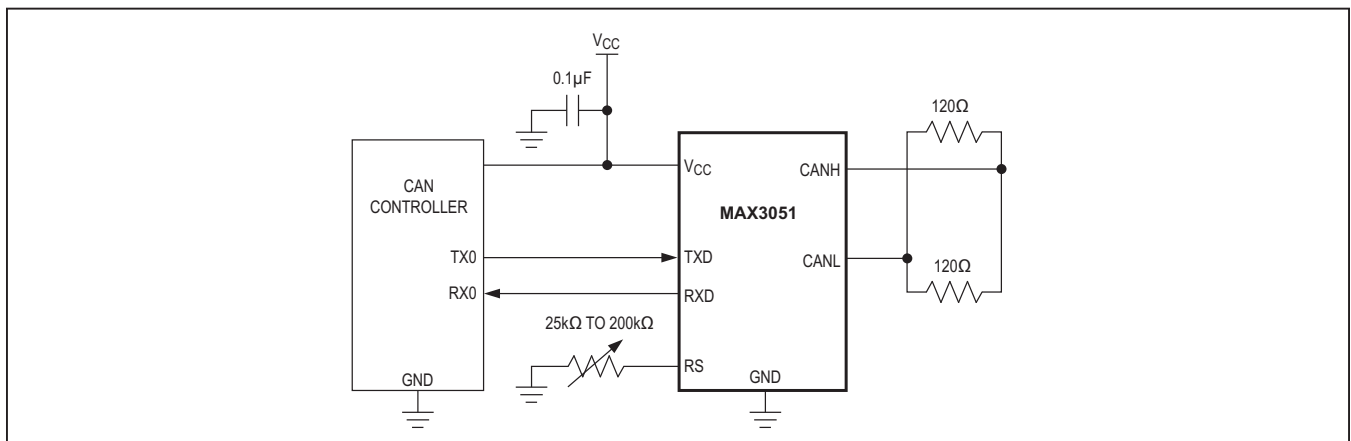 VCC
0.1µF
120Ω
CAN
CONTROLLER
VCC
CANH
MAX3051
TX0
TXD
CANL
120Ω
RX0
RXD
25kΩ TO 200kΩ
RS
GND
GND